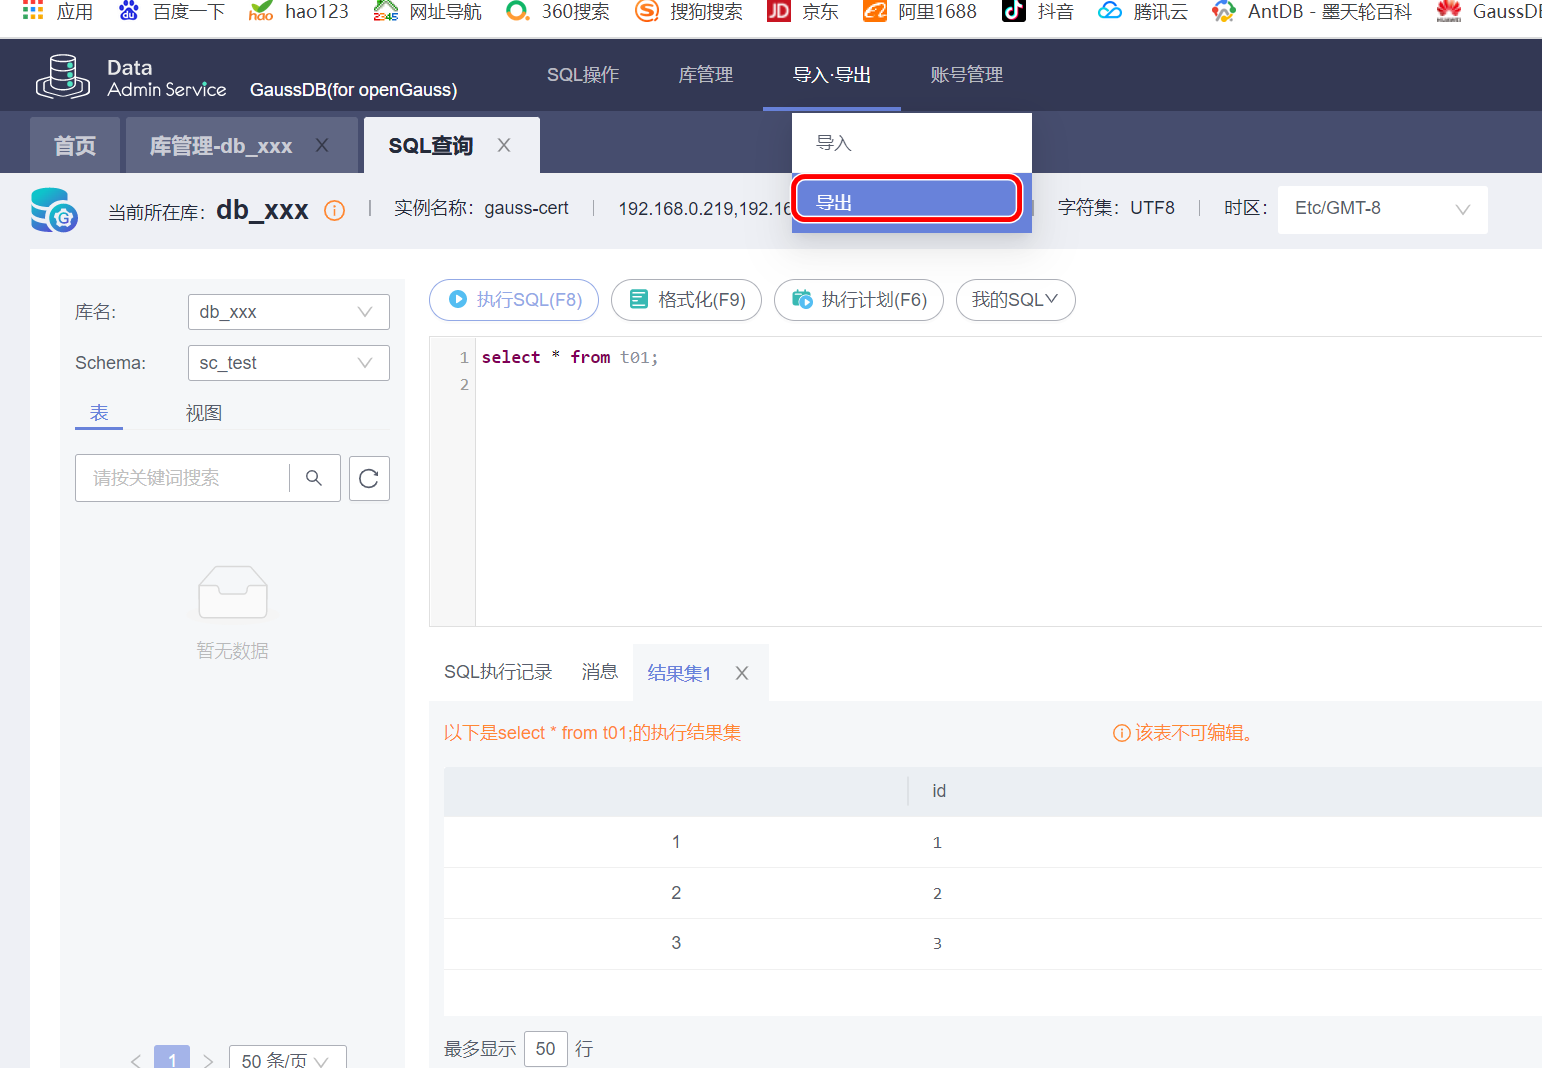 应用 百度一下 hao123 网址导航 360搜索 搜狗搜索 京东 阿里1688 抖音 腾讯云 AntDB - 墨天轮百科 GaussDB
Data
Admin Service GaussDB(for openGauss)
SQL操作 库管理 导入·导出 账号管理
首页 库管理-db_xxx SQL查询
导入
导出
当前所在库: db_xxx 实例名称: gauss-cert 192.168.0.219,192.16 字符集: UTF8 时区: Etc/GMT-8
库名: db_xxx
Schema: sc_test
表 视图
请按关键词搜索
暂无数据
1 50 条/页
执行SQL(F8) 格式化(F9) 执行计划(F6) 我的SQL
1 select * from t01;
2
SQL执行记录 消息 结果集1
以下是select * from t01;的执行结果集 该表不可编辑。
id
1 1
2 2
3 3
最多显示 50 行